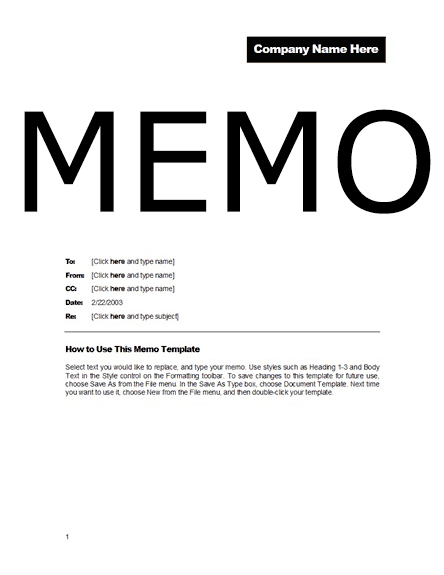 Company Name Here
MEMO
To: [Click here and type name]
From: [Click here and type name]
CC: [Click here and type name]
Date: 2/22/2003
Re: [Click here and type subject]
How to Use This Memo Template
Select text you would like to replace, and type your memo. Use styles such as Heading 1-3 and Body
Text in the Style control on the Formatting toolbar. To save changes to this template for future use,
choose Save As from the File menu. In the Save As Type box, choose Document Template. Next time
you want to use it, choose New from the File menu, and then double-click your template.
1